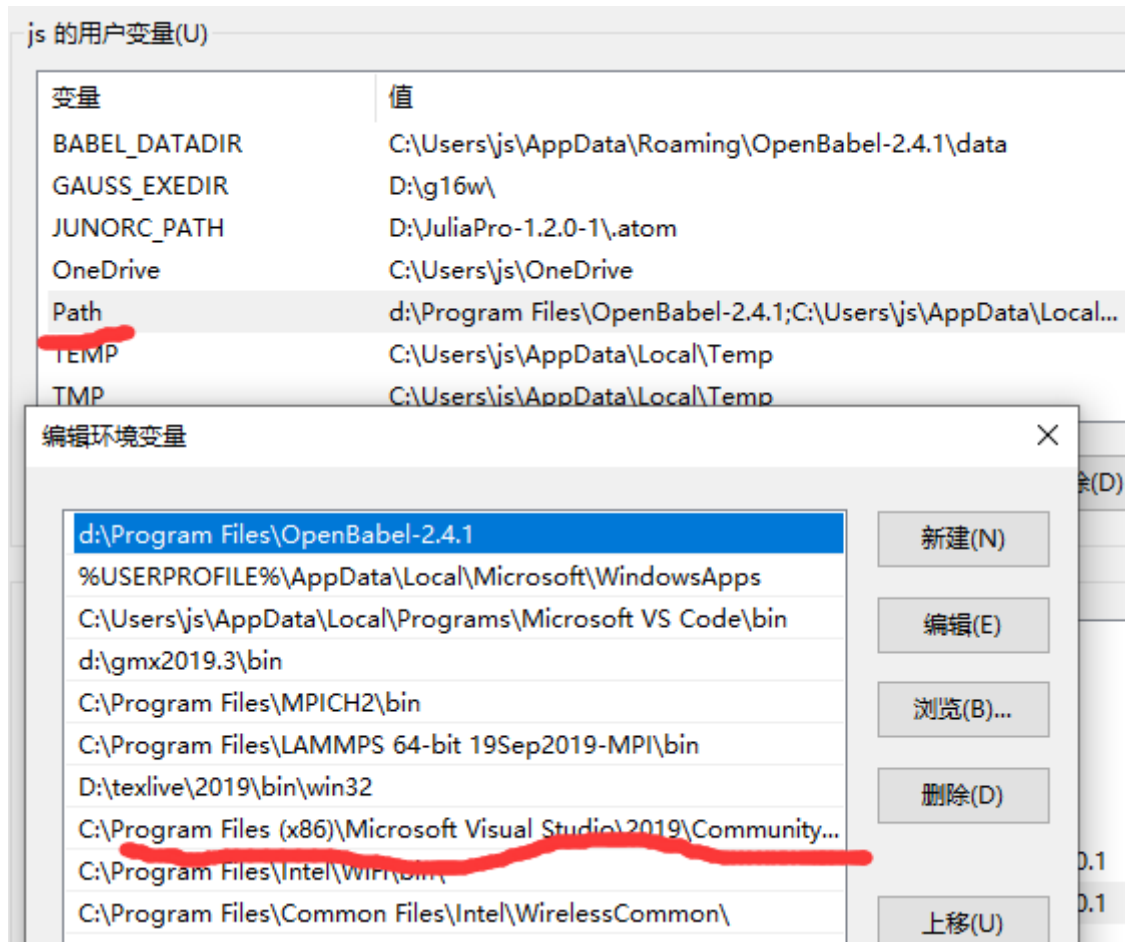 js 的用户变量(U)
变量 值
BABEL_DATADIR C:\Users\js\AppData\Roaming\OpenBabel-2.4.1\data
GAUSS_EXEDIR D:\g16w\
JUNORC_PATH D:\JuliaPro-1.2.0-1\.atom
OneDrive C:\Users\js\OneDrive
Path d:\Program Files\OpenBabel-2.4.1;C:\Users\js\AppData\Local...
TEMP C:\Users\js\AppData\Local\Temp
TMP C:\Users\js\AppData\Local\Temp
编辑环境变量
除(D)
d:\Program Files\OpenBabel-2.4.1 新建(N)
%USERPROFILE%\AppData\Local\Microsoft\WindowsApps
C:\Users\js\AppData\Local\Programs\Microsoft VS Code\bin 编辑(E)
d:\gmx2019.3\bin
C:\Program Files\MPICH2\bin 浏览(B)...
C:\Program Files\LAMMPS 64-bit 19Sep2019-MPI\bin
D:\texlive\2019\bin\win32 删除(D)
C:\Program Files (x86)\Microsoft Visual Studio\2019\Community...
C:\Program Files\Intel\WiFi\bin\ 0.1
C:\Program Files\Common Files\Intel\WirelessCommon\ 上移(U) 0.1